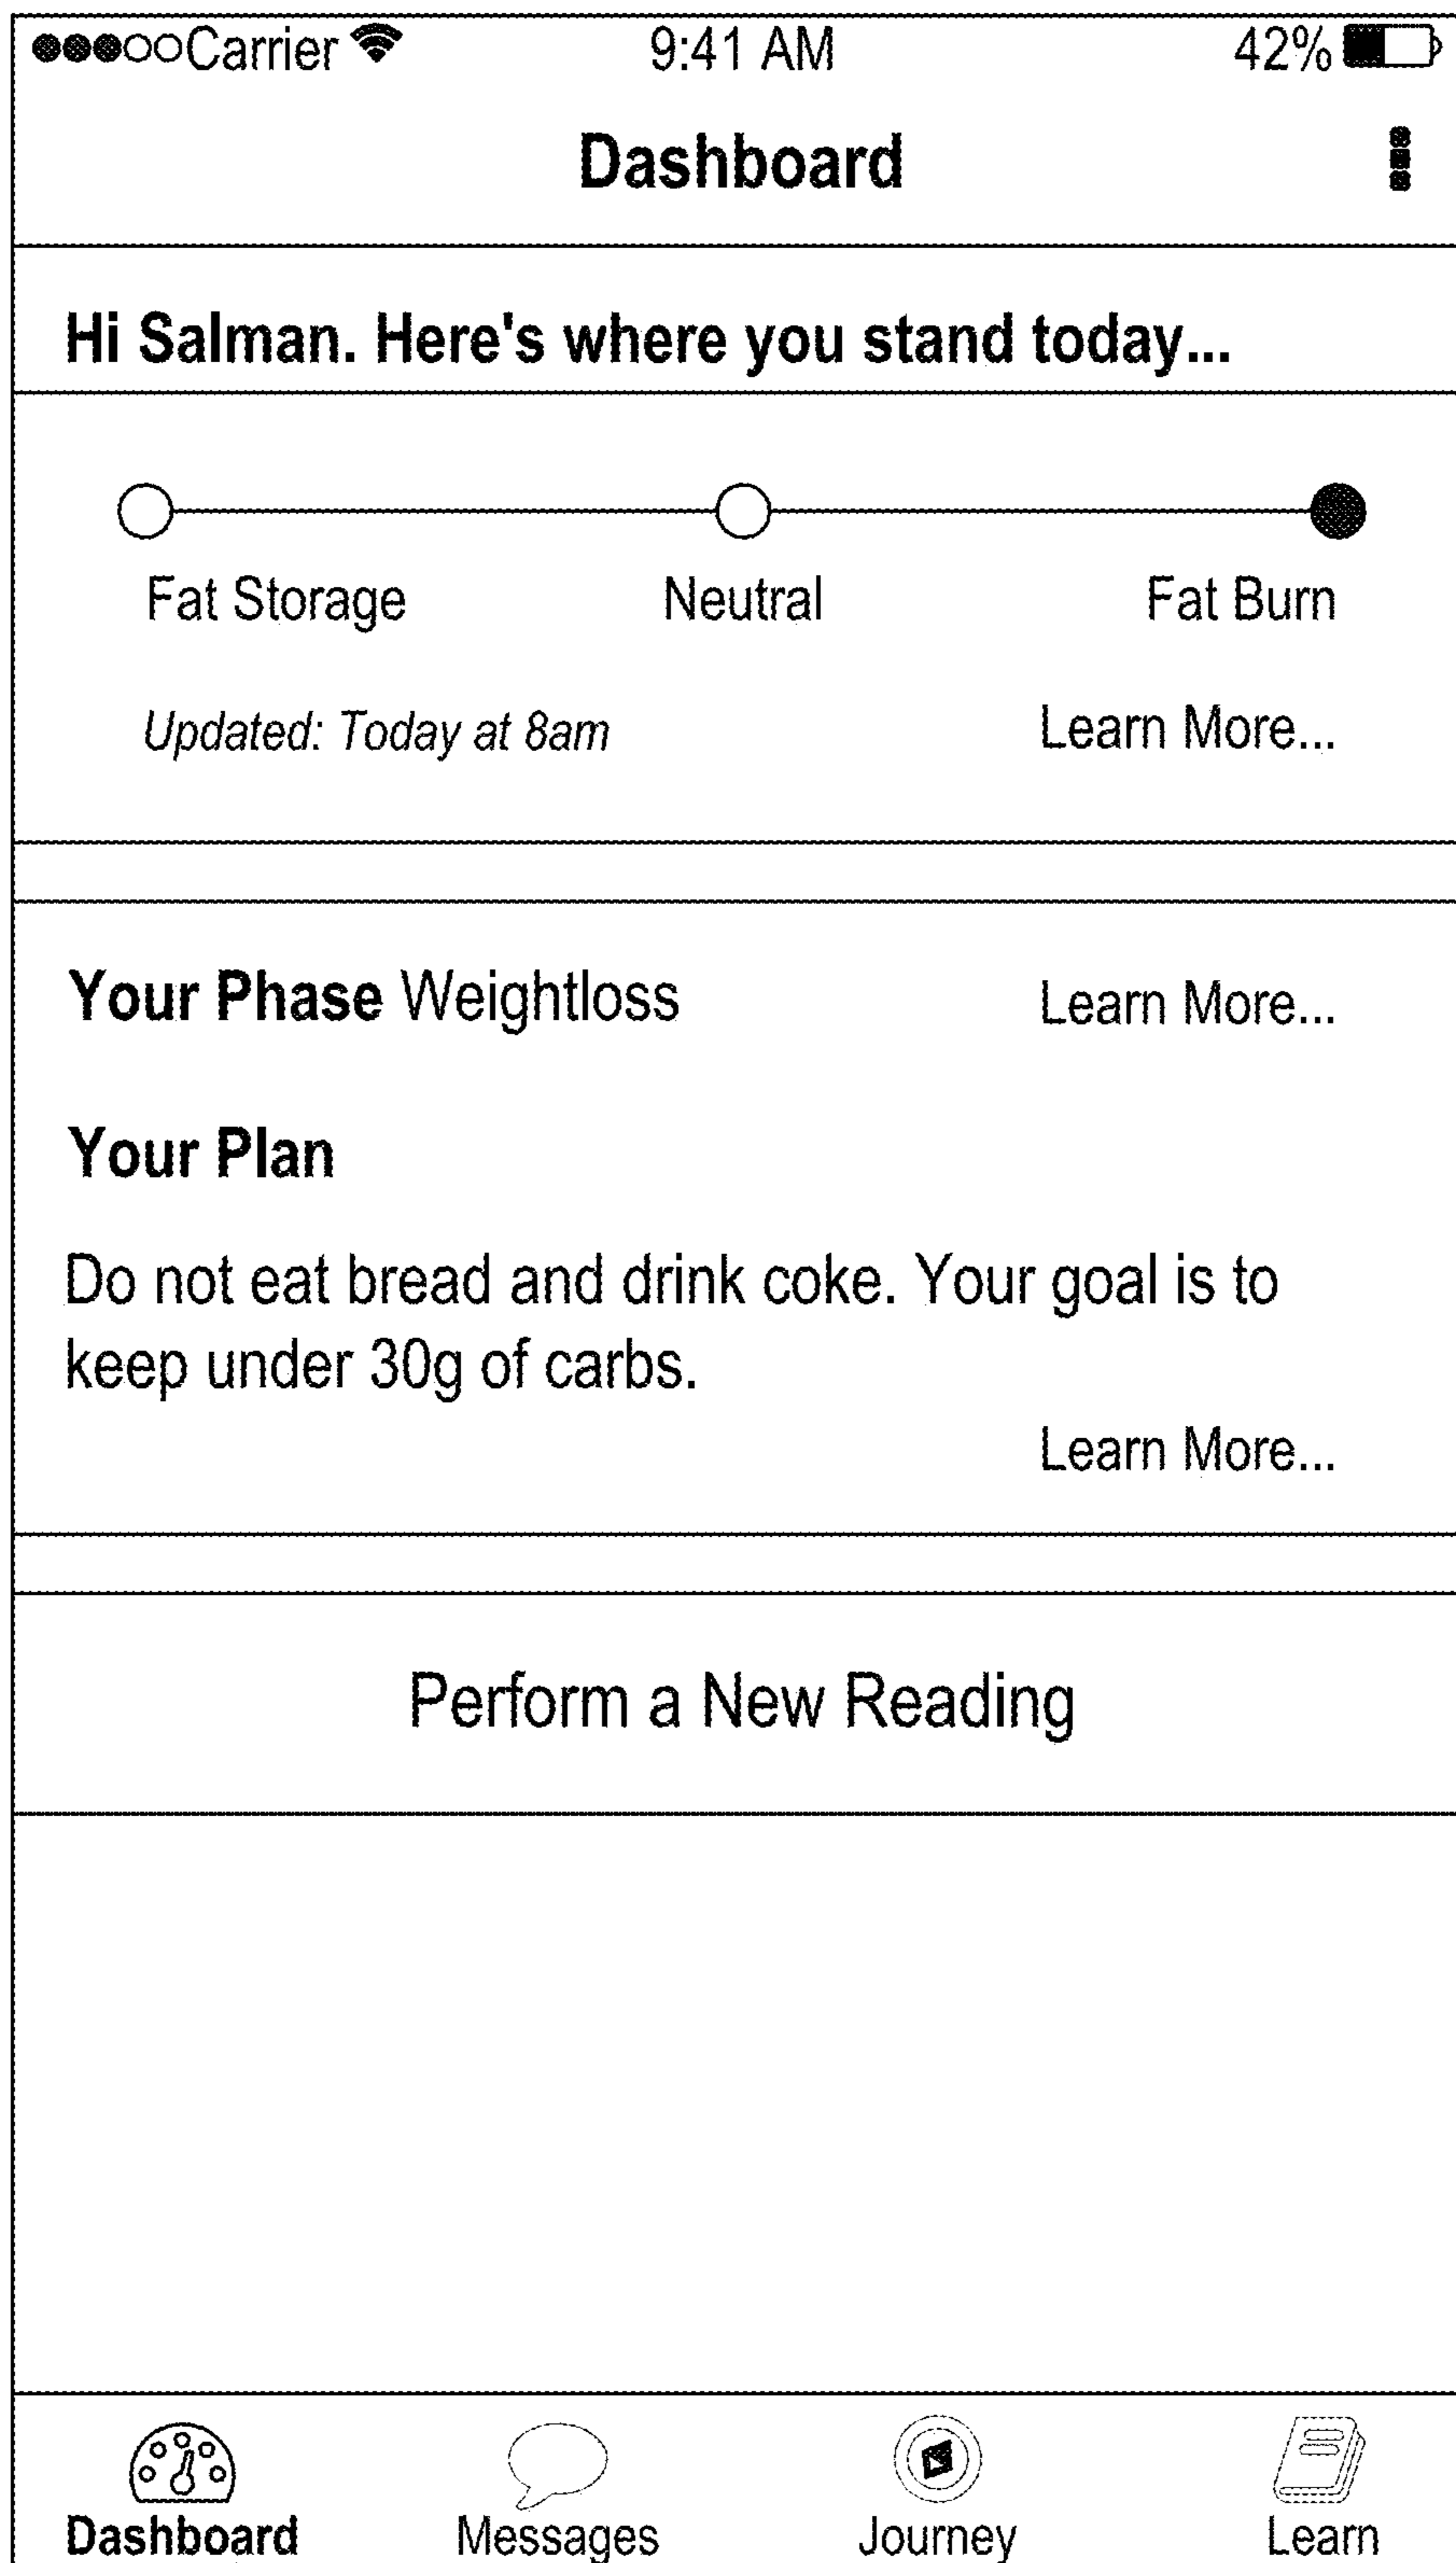 Carrier 9:41 AM 42%
Dashboard
Hi Salman. Here's where you stand today...
Fat Storage Neutral Fat Burn
Updated: Today at 8am Learn More...
Your Phase Weightloss Learn More...
Your Plan
Do not eat bread and drink coke. Your goal is to
keep under 30g of carbs.
Learn More...
Perform a New Reading
Dashboard Messages Journey Learn